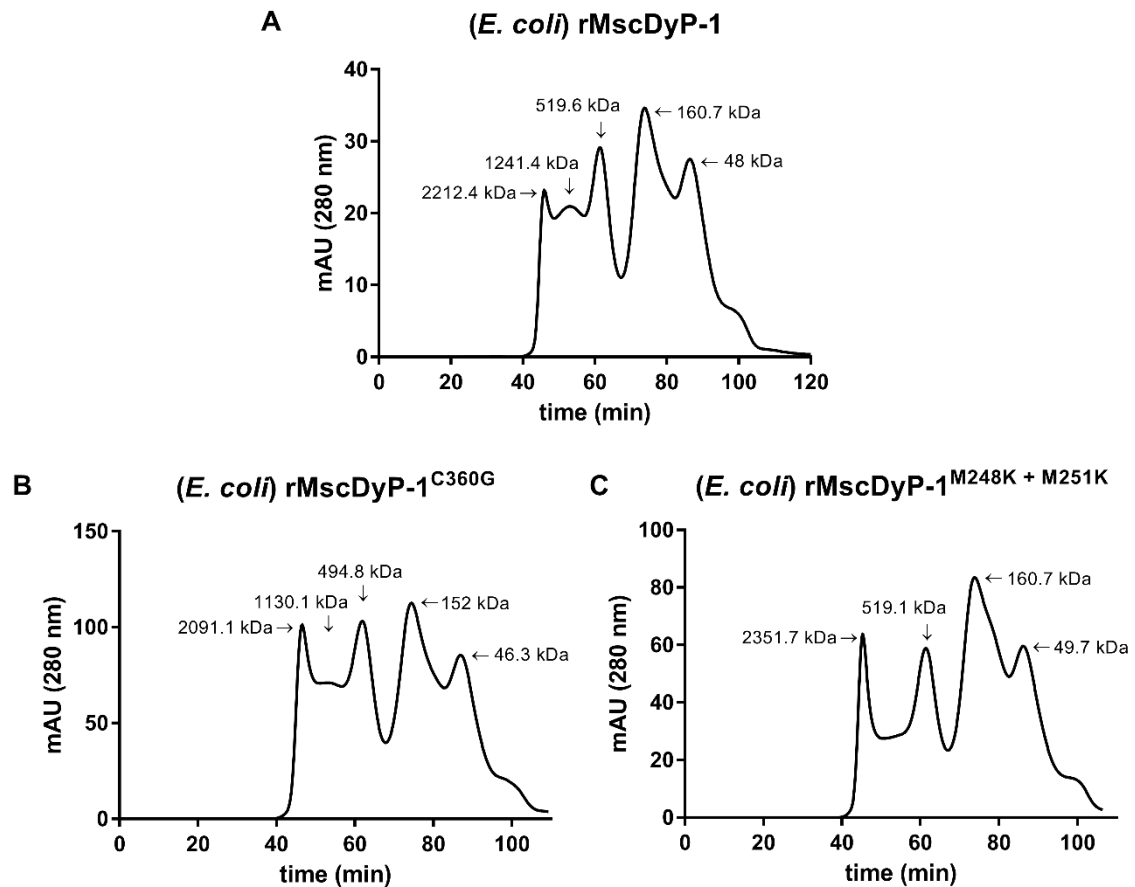 A
(E. coli) rMscDyP-1
40
30
20
10
0
mAU (280 nm)
519.6 kDa
↓
← 160.7 kDa
1241.4 kDa
↓
← 48 kDa
2212.4 kDa→
0 20 40 60 80 100 120
time (min)
B
(E. coli) rMscDyP-1C360G
150
100
50
0
mAU (280 nm)
494.8 kDa
↓
1130.1 kDa
↓
← 152 kDa
2091.1 kDa→
← 46.3 kDa
0 20 40 60 80 100
time (min)
C
(E. coli) rMscDyP-1M248K + M251K
100
80
60
40
20
0
mAU (280 nm)
← 160.7 kDa
519.1 kDa
↓
2351.7 kDa→
← 49.7 kDa
0 20 40 60 80 100
time (min)